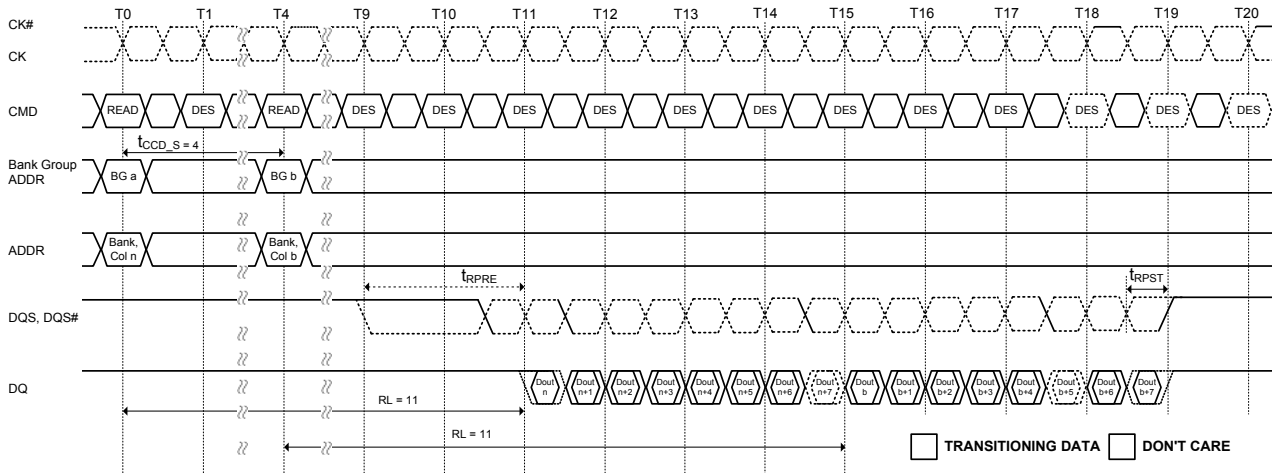 T0 T1 T4 T9 T10 T11 T12 T13 T14 T15 T16 T17 T18 T19 T20
CK#
CK
CMD READ DES READ DES DES DES DES DES DES DES DES DES DES DES DES
tCCD_S = 4
Bank Group
ADDR
BG a BG b
ADDR
Bank,
Col n
Bank,
Col b
tRPRE
tRPST
DQS, DQS#
DQ
Dout
n
Dout
n+1
Dout
n+2
Dout
n+3
Dout
n+4
Dout
n+5
Dout
n+6
Dout
n+7
Dout
b
Dout
b+1
Dout
b+2
Dout
b+3
Dout
b+4
Dout
b+5
Dout
b+6
Dout
b+7
RL = 11
RL = 11
TRANSITIONING DATA DON'T CARE